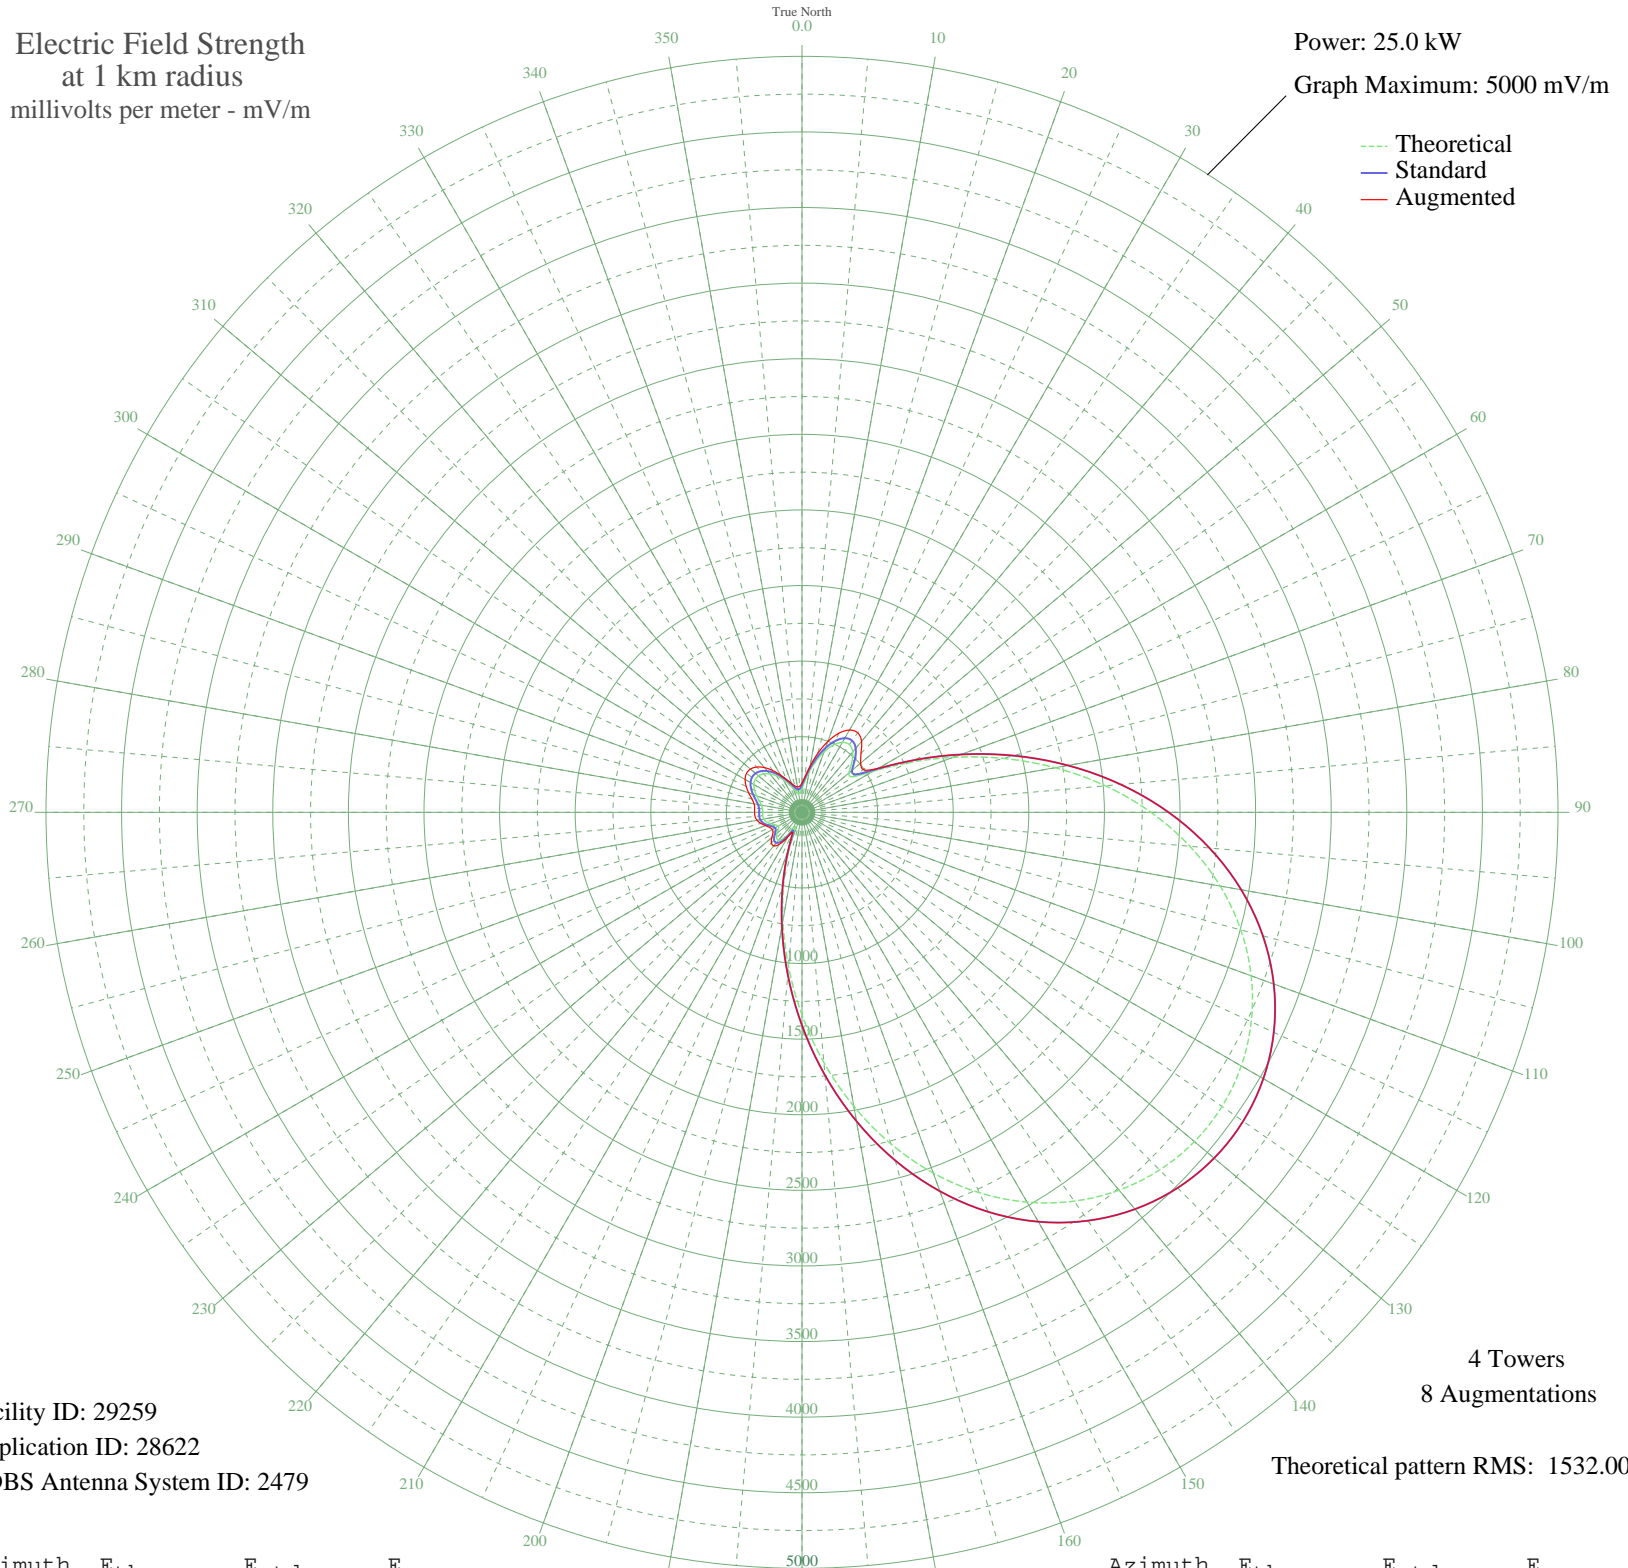 True North
0.0
Electric Field Strength
at 1 km radius
millivolts per meter - mV/m
Power: 25.0 kW
Graph Maximum: 5000 mV/m
Theoretical
Standard
Augmented
10
20
30
40
50
60
70
80
90
100
110
120
130
140
150
160
200
210
220
230
240
250
260
270
280
290
300
310
320
330
340
350
1000
1500
2000
2500
3000
3500
4000
4500
5000
4 Towers
8 Augmentations
Theoretical pattern RMS: 1532.00
cility ID: 29259
plication ID: 28622
DBS Antenna System ID: 2479
imuth E E E
Azimuth E E E